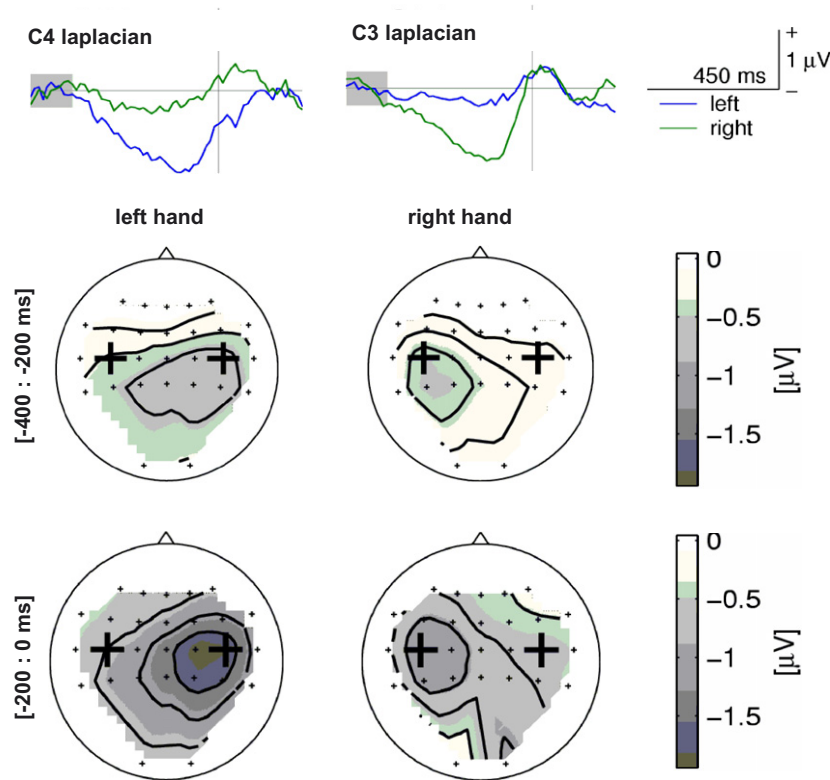 C4 laplacian
C3 laplacian
+
1 μV
450 ms
−
left
right
left hand
right hand
[-400 : -200 ms]
0
−0.5
−1
−1.5
[μV]
[-200 : 0 ms]
0
−0.5
−1
−1.5
[μV]